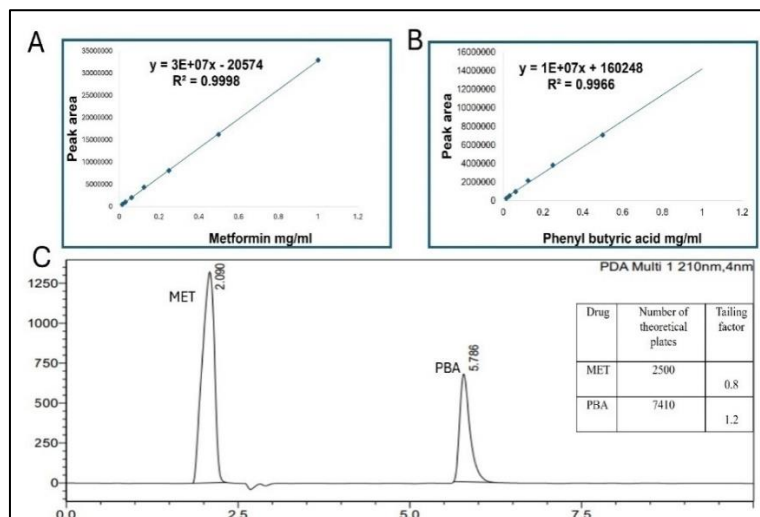 A
y = 3E+07x - 20574
R² = 0.9998
Peak area
35000000
30000000
25000000
20000000
15000000
10000000
5000000
0
0 0.2 0.4 0.6 0.8 1 1.2
Metformin mg/ml
B
y = 1E+07x + 160248
R² = 0.9966
Peak area
16000000
14000000
12000000
10000000
8000000
6000000
4000000
2000000
0
0 0.2 0.4 0.6 0.8 1 1.2
Phenyl butyric acid mg/ml
C
PDA Multi 1 210nm,4nm
1250
1000
750
500
250
0
MET
2.090
PBA
5.786
0.0 2.5 5.0 7.5
Drug Number of theoretical plates Tailing factor
MET 2500 0.8
PBA 7410 1.2